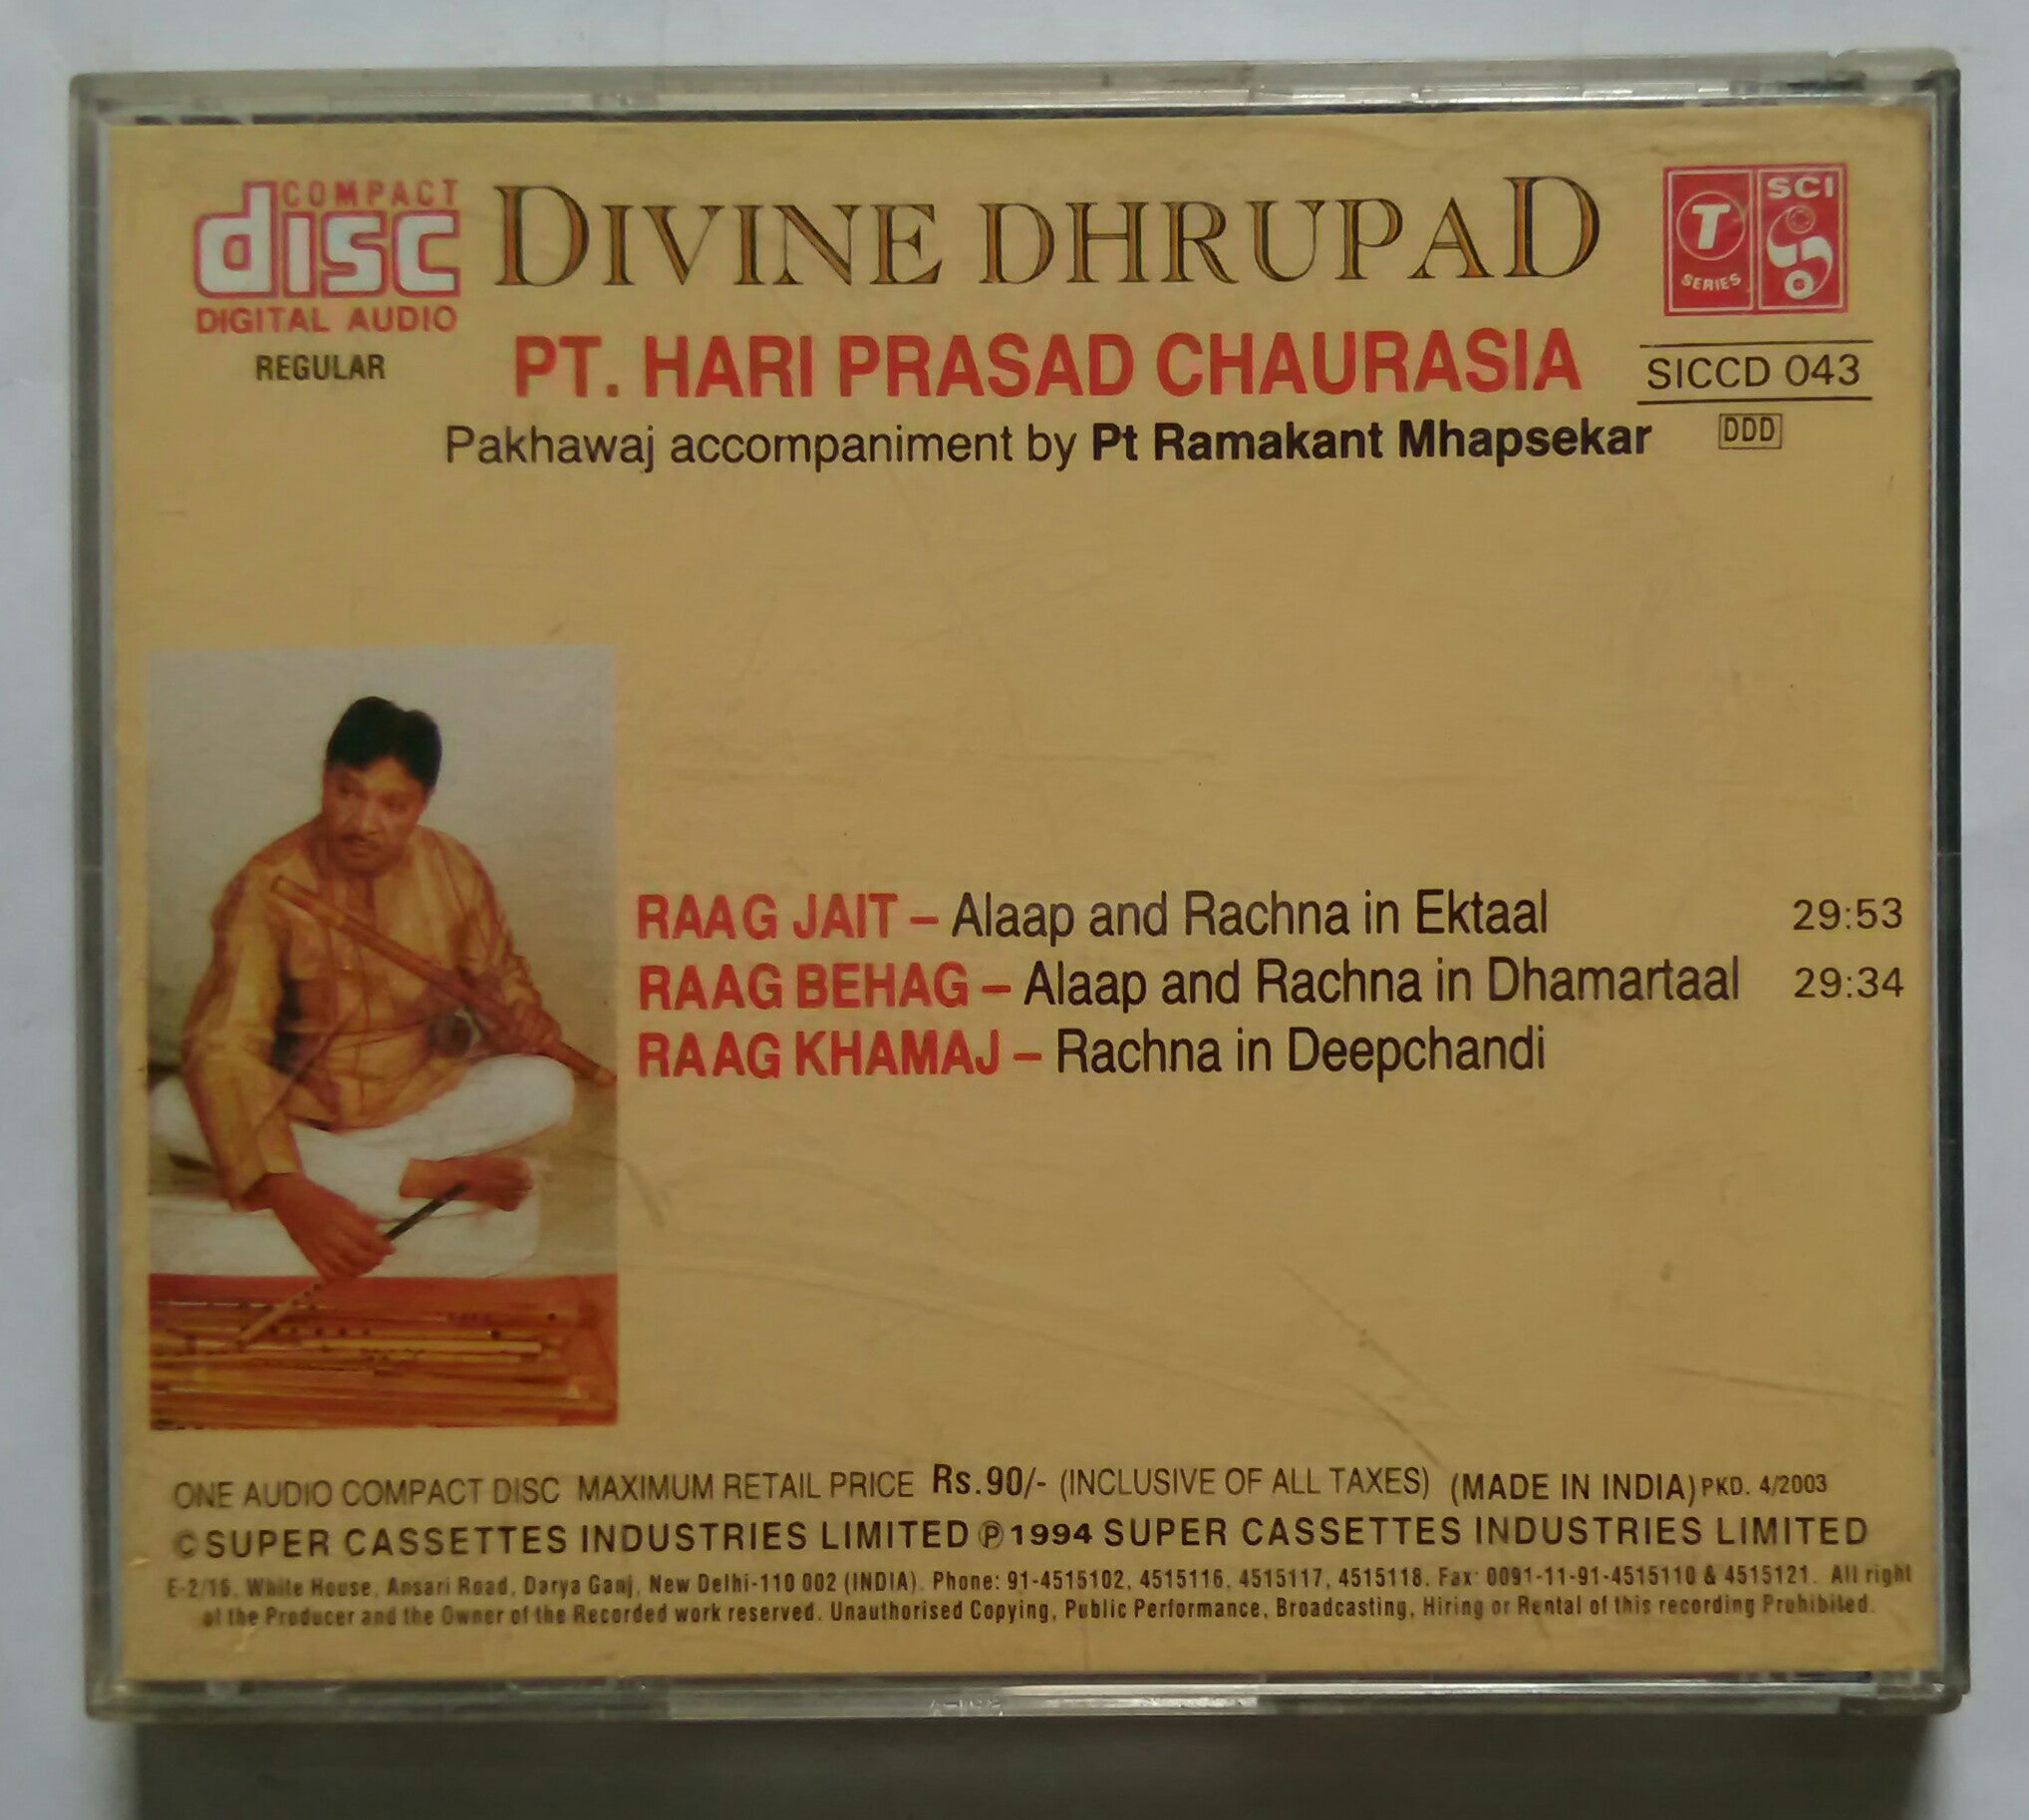 COMPACT
disc
DIGITAL AUDIO
REGULAR
DIVINE DHRUPAD
T
SERIES
SCI
PT. HARI PRASAD CHAURASIA
SICCD 043
Pakhawaj accompaniment by Pt Ramakant Mhapsekar
DDD
RAAG JAIT – Alaap and Rachna in Ektaal 29:53
RAAG BEHAG – Alaap and Rachna in Dhamartaal 29:34
RAAG KHAMAJ – Rachna in Deepchandi
ONE AUDIO COMPACT DISC MAXIMUM RETAIL PRICE Rs.90/- (INCLUSIVE OF ALL TAXES) (MADE IN INDIA) PKD. 4/2003
© SUPER CASSETTES INDUSTRIES LIMITED ℗ 1994 SUPER CASSETTES INDUSTRIES LIMITED
E-2/16, White House, Ansari Road, Darya Ganj, New Delhi-110 002 (INDIA). Phone: 91-4515102, 4515116, 4515117, 4515118. Fax: 0091-11-91-4515110 & 4515121. All right
of the Producer and the Owner of the Recorded work reserved. Unauthorised Copying, Public Performance, Broadcasting, Hiring or Rental of this recording Prohibited.